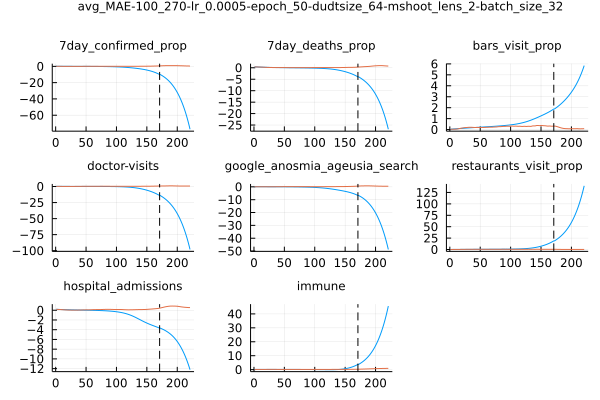 avg_MAE-100_270-lr_0.0005-epoch_50-dudtsize_64-mshoot_lens_2-batch_size_32
7day_confirmed_prop
0
−20
−40
−60
0 50 100 150 200
7day_deaths_prop
0
−5
−10
−15
−20
−25
0 50 100 150 200
bars_visit_prop
6
5
4
3
2
1
0
0 50 100 150 200
doctor-visits
0
−25
−50
−75
−100
0 50 100 150 200
google_anosmia_ageusia_search
0
−10
−20
−30
−40
−50
0 50 100 150 200
restaurants_visit_prop
125
100
75
50
25
0
0 50 100 150 200
hospital_admissions
0
−2
−4
−6
−8
−10
−12
0 50 100 150 200
immune
40
30
20
10
0
0 50 100 150 200